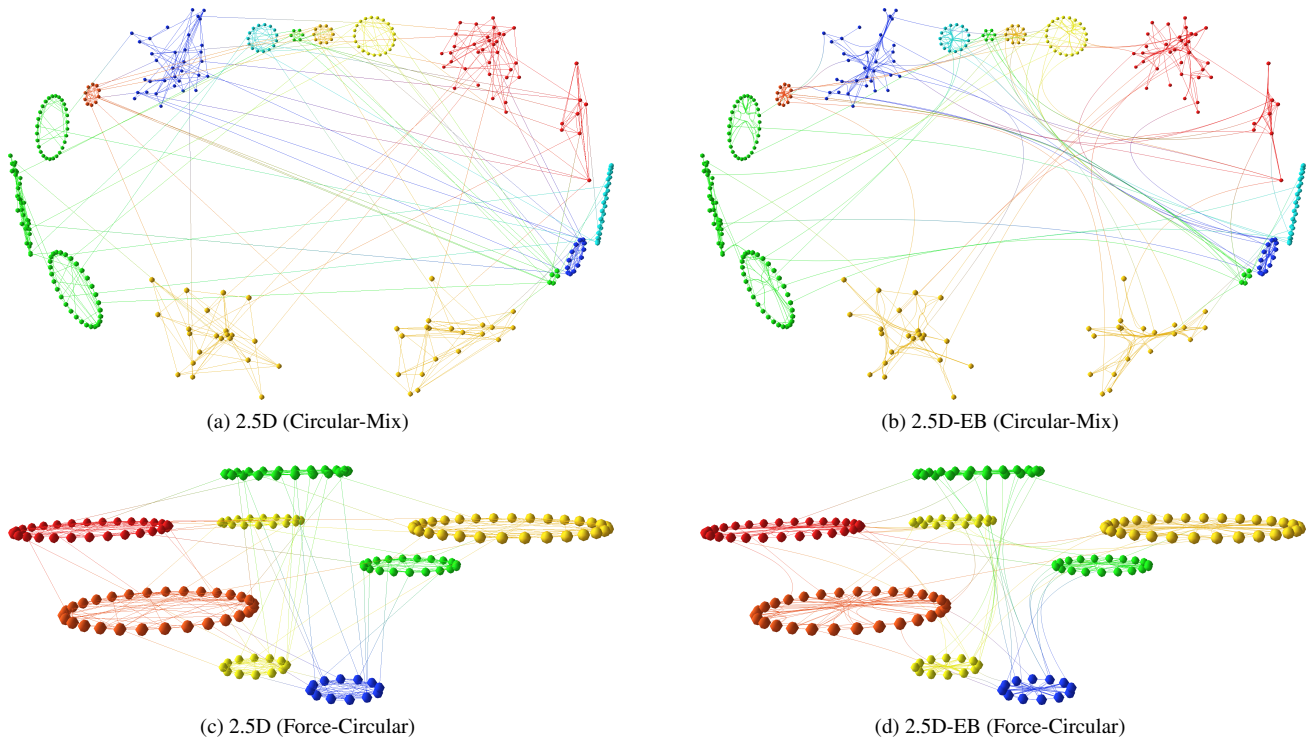 (a) 2.5D (Circular-Mix)
(b) 2.5D-EB (Circular-Mix)
(c) 2.5D (Force-Circular)
(d) 2.5D-EB (Force-Circular)